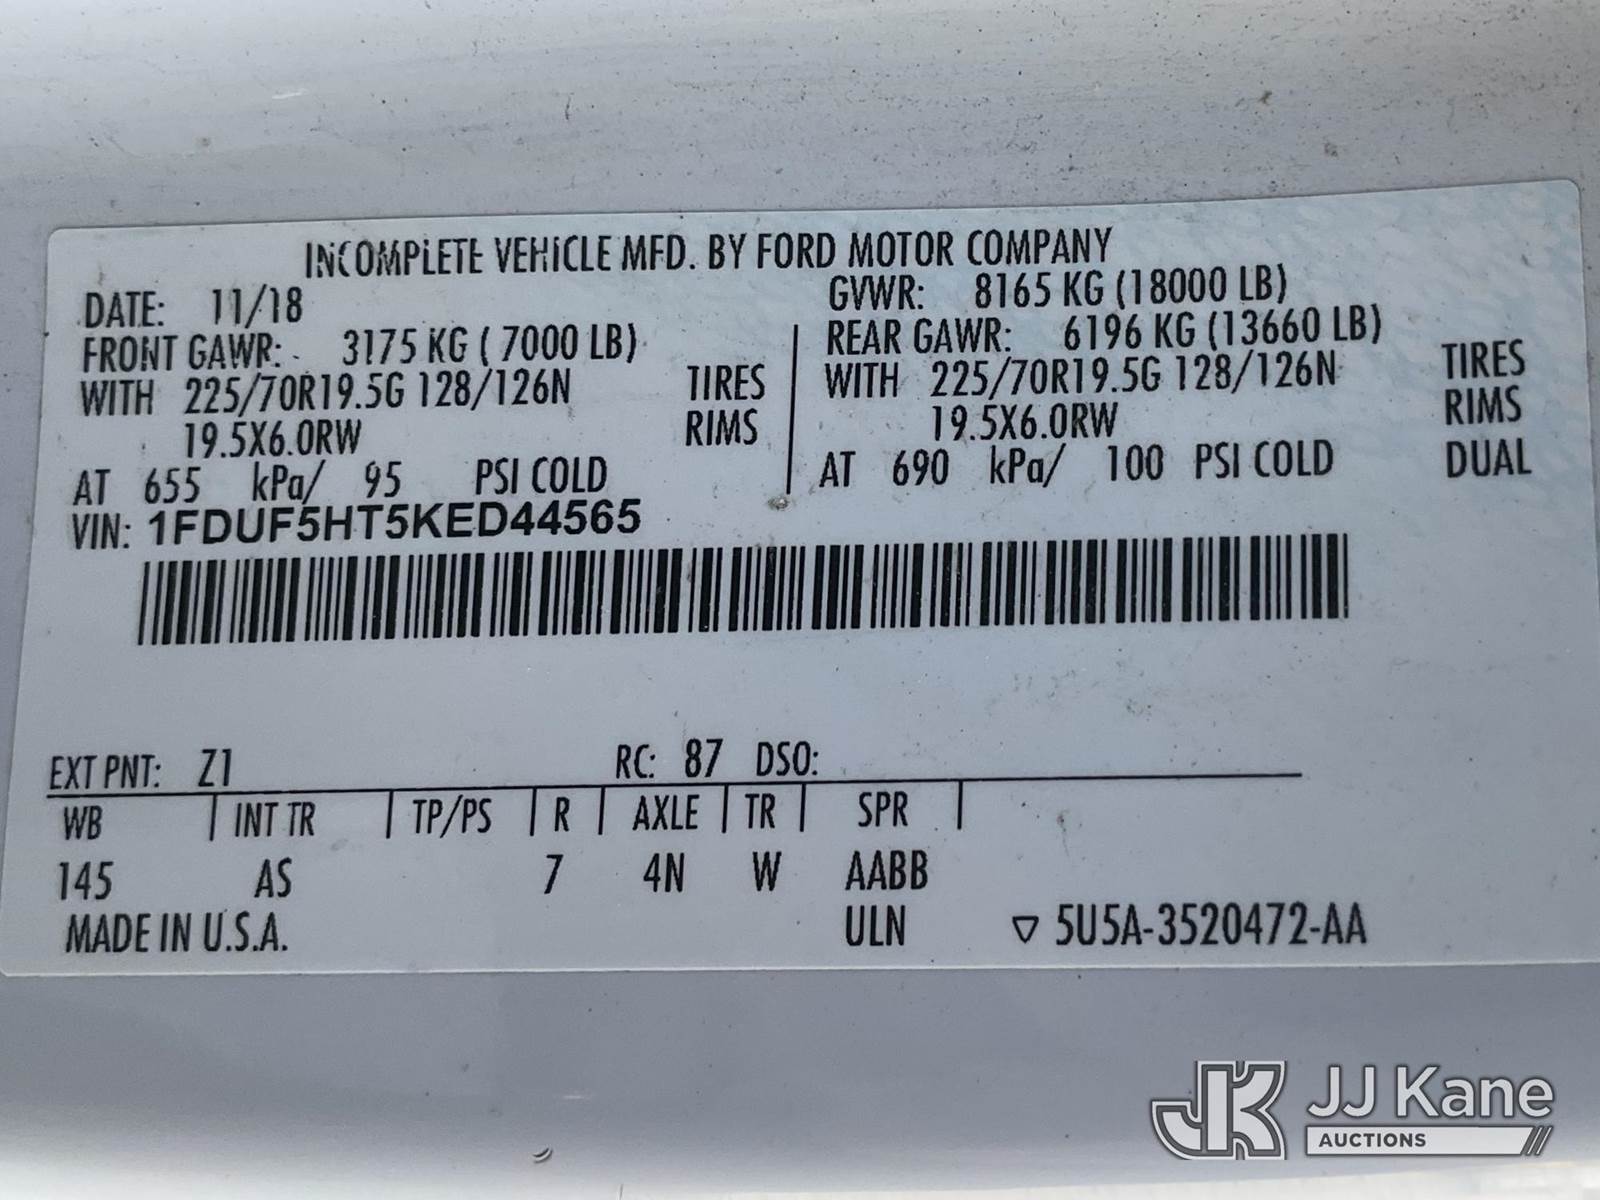 INCOMPLETE VEHICLE MFD. BY FORD MOTOR COMPANY
DATE: 11/18 GVWR: 8165 KG (18000 LB)
FRONT GAWR: 3175 KG ( 7000 LB) REAR GAWR: 6196 KG (13660 LB)
WITH 225/70R19.5G 128/126N TIRES WITH 225/70R19.5G 128/126N TIRES
19.5X6.0RW RIMS 19.5X6.0RW RIMS
AT 655 kPa/ 95 PSI COLD AT 690 kPa/ 100 PSI COLD DUAL
VIN: 1FDUF5HT5KED44565
EXT PNT: Z1 RC: 87 DSO:
WB INT TR TP/PS R AXLE TR SPR
145 AS 7 4N W AABB
MADE IN U.S.A. ULN ▽ 5U5A-3520472-AA
JK JJ Kane
AUCTIONS